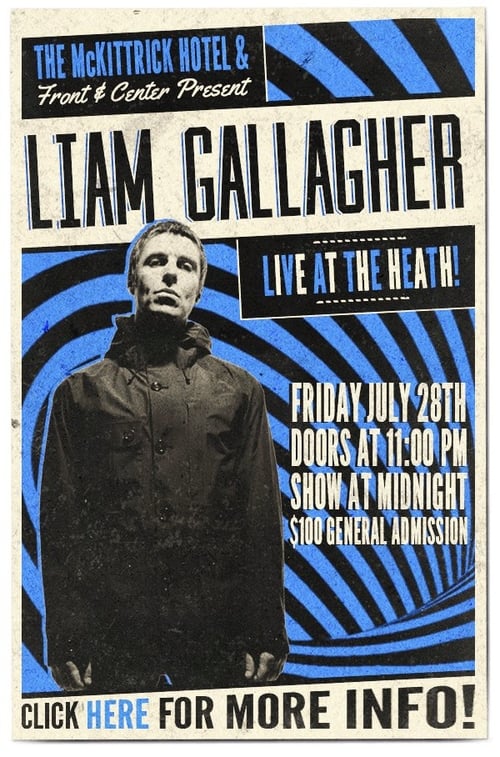 THE McKITTRICK HOTEL &
Front & Center Present
LIAM GALLAGHER
LIVE AT THE HEATH!
FRIDAY JULY 28TH
DOORS AT 11:00 PM
SHOW AT MIDNIGHT
$100 GENERAL ADMISSION
CLICK HERE FOR MORE INFO!